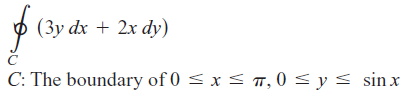 ∮ (3y dx + 2x dy)
C
C: The boundary of 0 ≤ x ≤ π, 0 ≤ y ≤ sin x